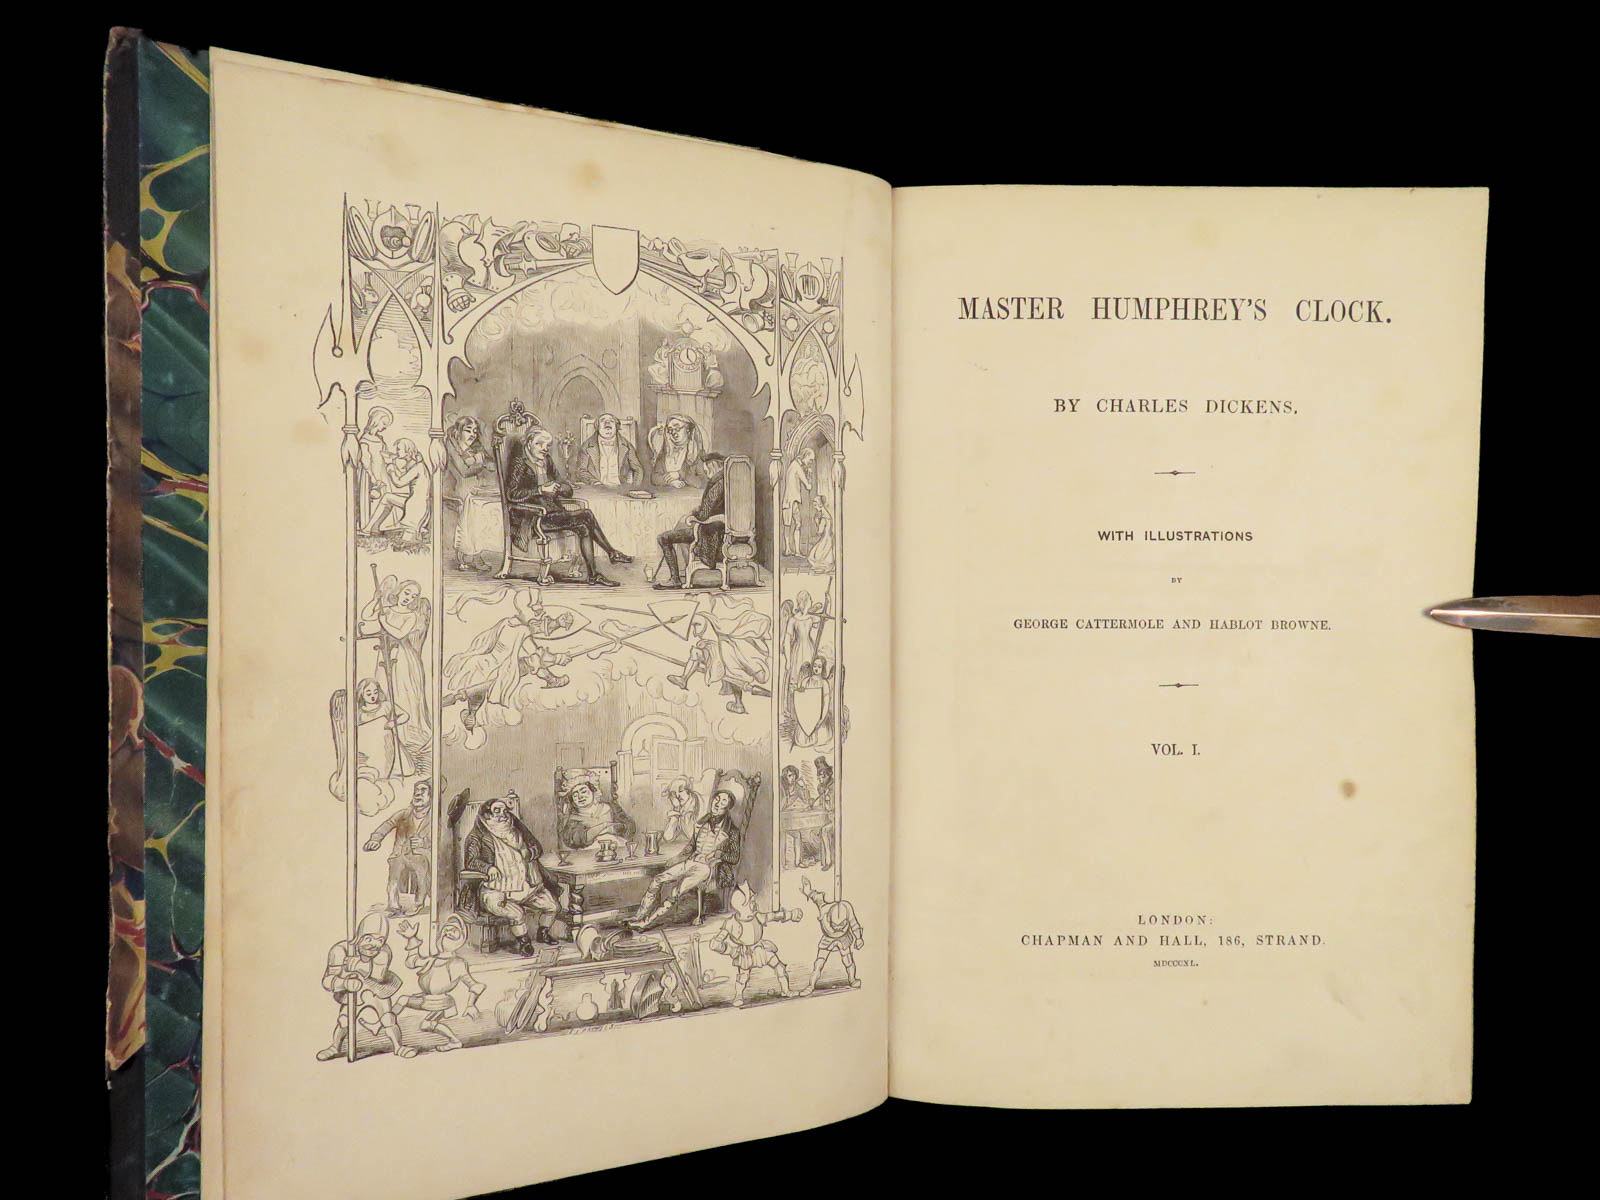 MASTER HUMPHREY'S CLOCK.
BY CHARLES DICKENS.
WITH ILLUSTRATIONS
BY
GEORGE CATTERMOLE AND HABLOT BROWNE.
VOL. I.
LONDON:
CHAPMAN AND HALL, 186, STRAND.
MDCCCXL.